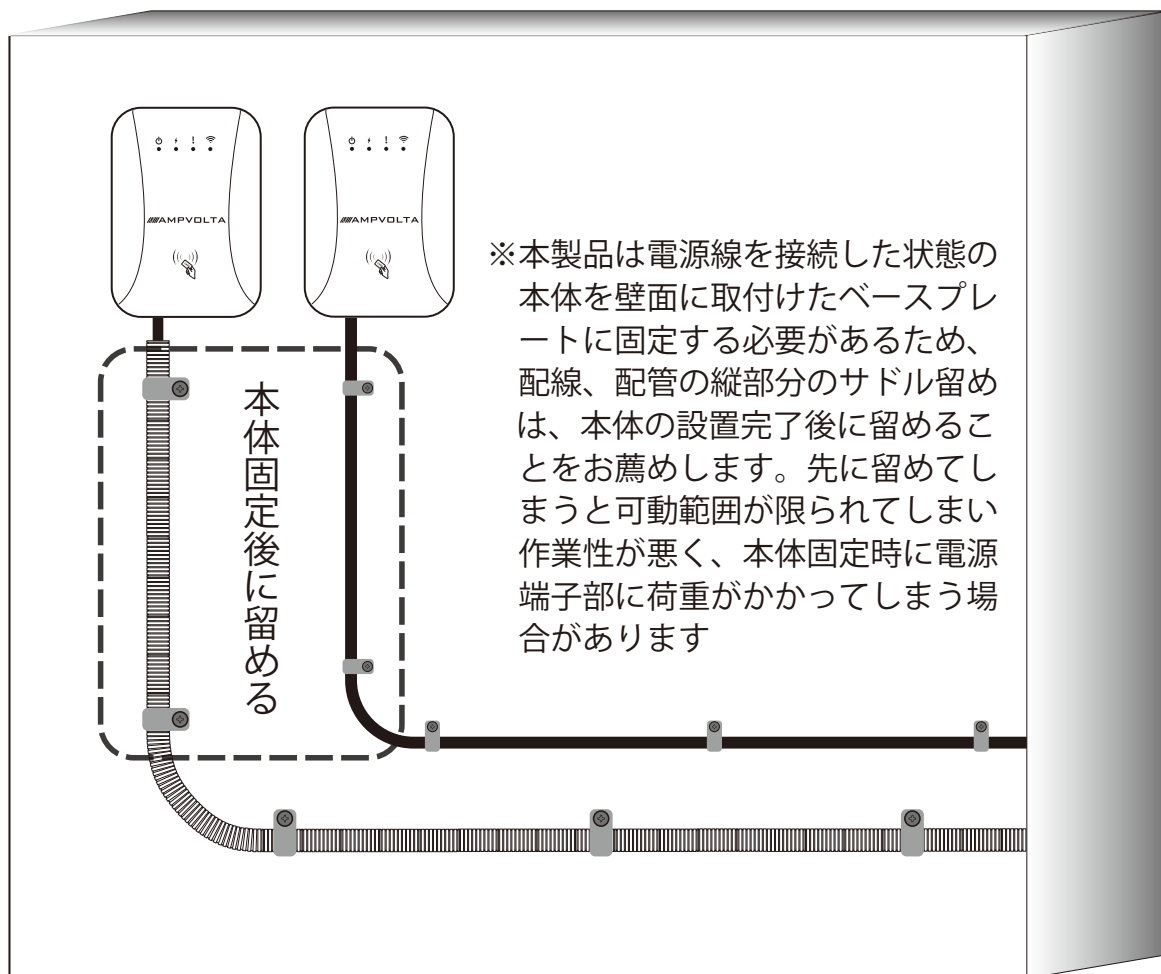 AMPVOLTA
AMPVOLTA
※本製品は電源線を接続した状態の
本体を壁面に取付けたベースプレ
ートに固定する必要があるため、
配線、配管の縦部分のサドル留め
は、本体の設置完了後に留めるこ
とをお薦めします。先に留めてし
まうと可動範囲が限られてしまい
作業性が悪く、本体固定時に電源
端子部に荷重がかかってしまう場
合があります
本体固定後に留める